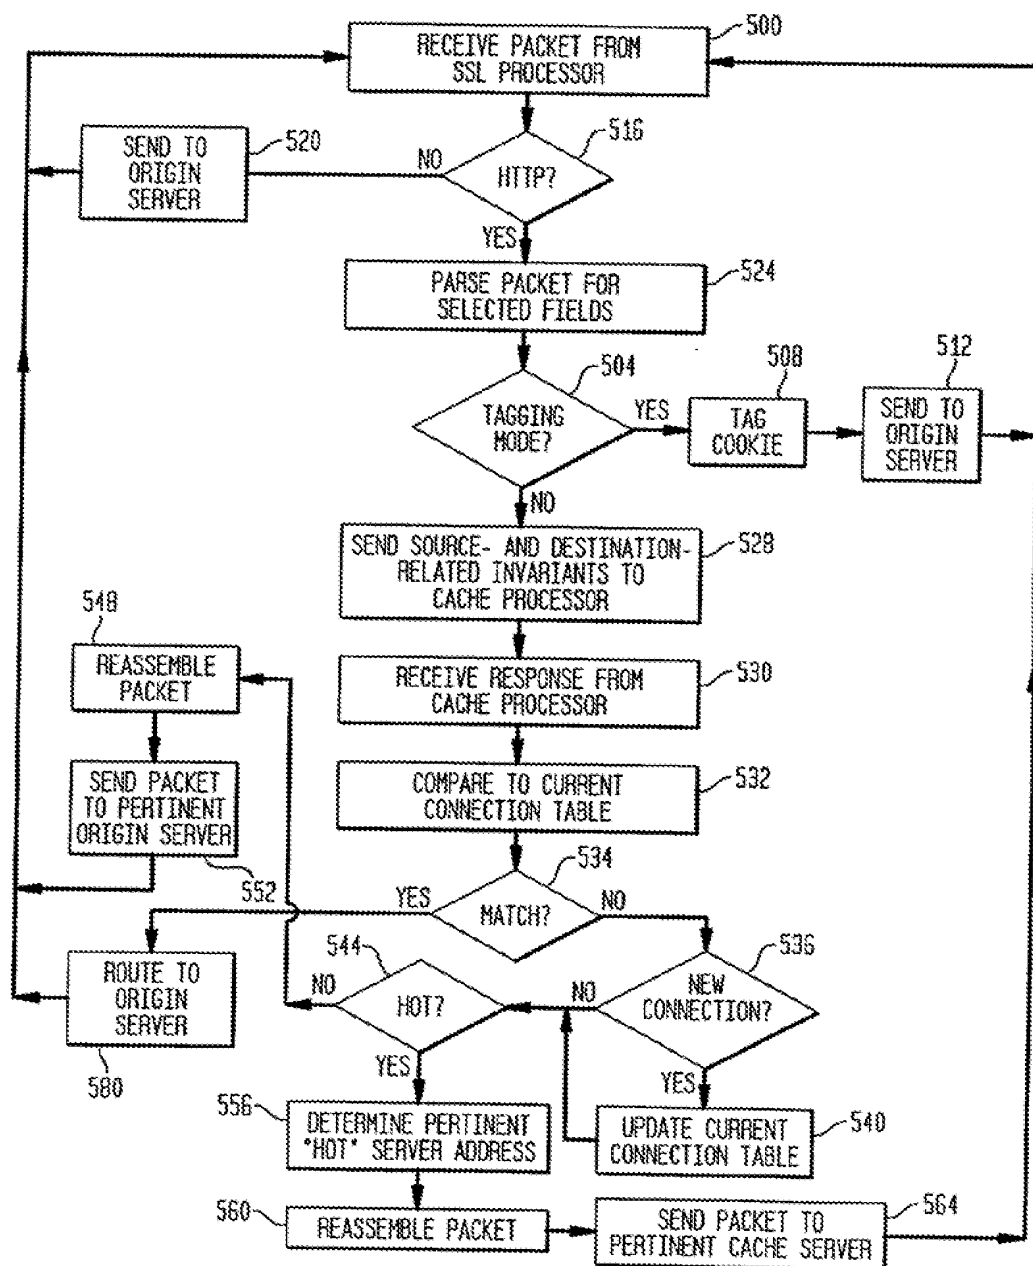 500
RECEIVE PACKET FROM
SSL PROCESSOR
516
520
SEND TO
ORIGIN
SERVER
NO
HTTP?
YES
524
PARSE PACKET FOR
SELECTED FIELDS
504
508
512
TAGGING
MODE?
YES
TAG
COOKIE
SEND TO
ORIGIN
SERVER
NO
SEND SOURCE- AND DESTINATION-
RELATED INVARIANTS TO
CACHE PROCESSOR
528
548
REASSEMBLE
PACKET
RECEIVE RESPONSE FROM
CACHE PROCESSOR
530
SEND PACKET
TO PERTINENT
ORIGIN SERVER
552
COMPARE TO CURRENT
CONNECTION TABLE
532
534
YES
MATCH?
NO
544
536
ROUTE TO
ORIGIN
SERVER
580
NO
HOT?
NO
NEW
CONNECTION?
YES
YES
556
DETERMINE PERTINENT
"HOT" SERVER ADDRESS
UPDATE CURRENT
CONNECTION TABLE
540
560
REASSEMBLE PACKET
SEND PACKET TO
PERTINENT CACHE SERVER
564